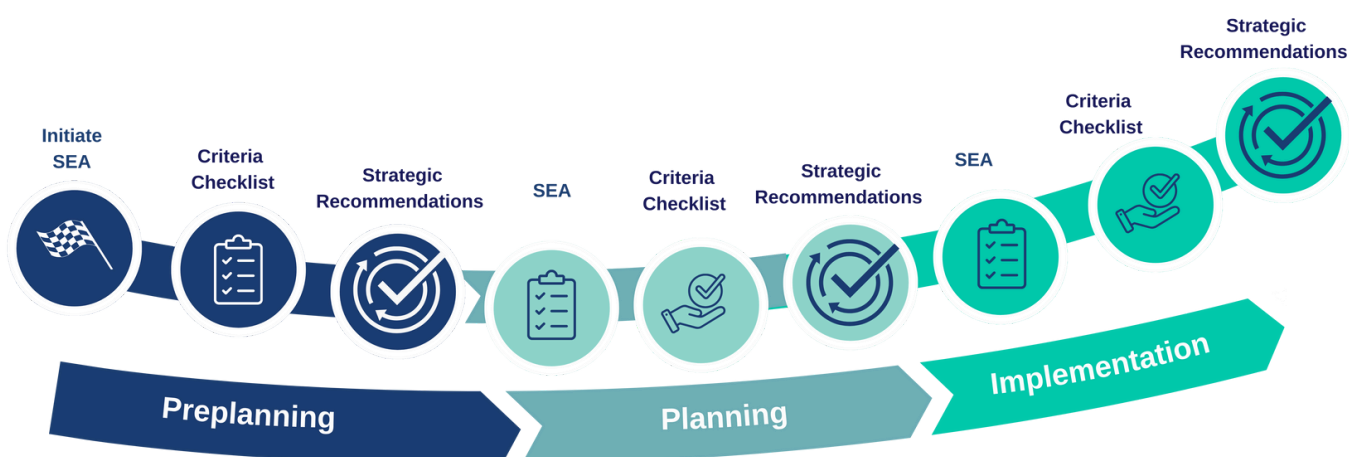 Initiate
SEA
Criteria
Checklist
Strategic
Recommendations
SEA
Criteria
Checklist
Strategic
Recommendations
SEA
Criteria
Checklist
Strategic
Recommendations
Preplanning
Planning
Implementation